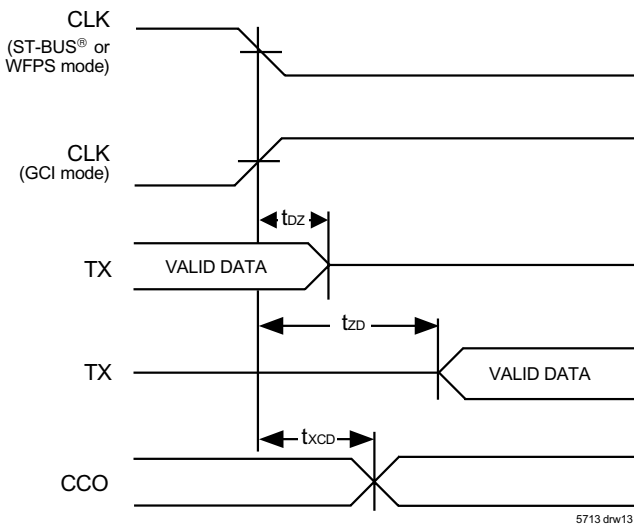 CLK
(ST-BUS® or
WFPS mode)
CLK
(GCI mode)
tDZ
TX
VALID DATA
tZD
TX
VALID DATA
tXCD
CCO
5713 drw13